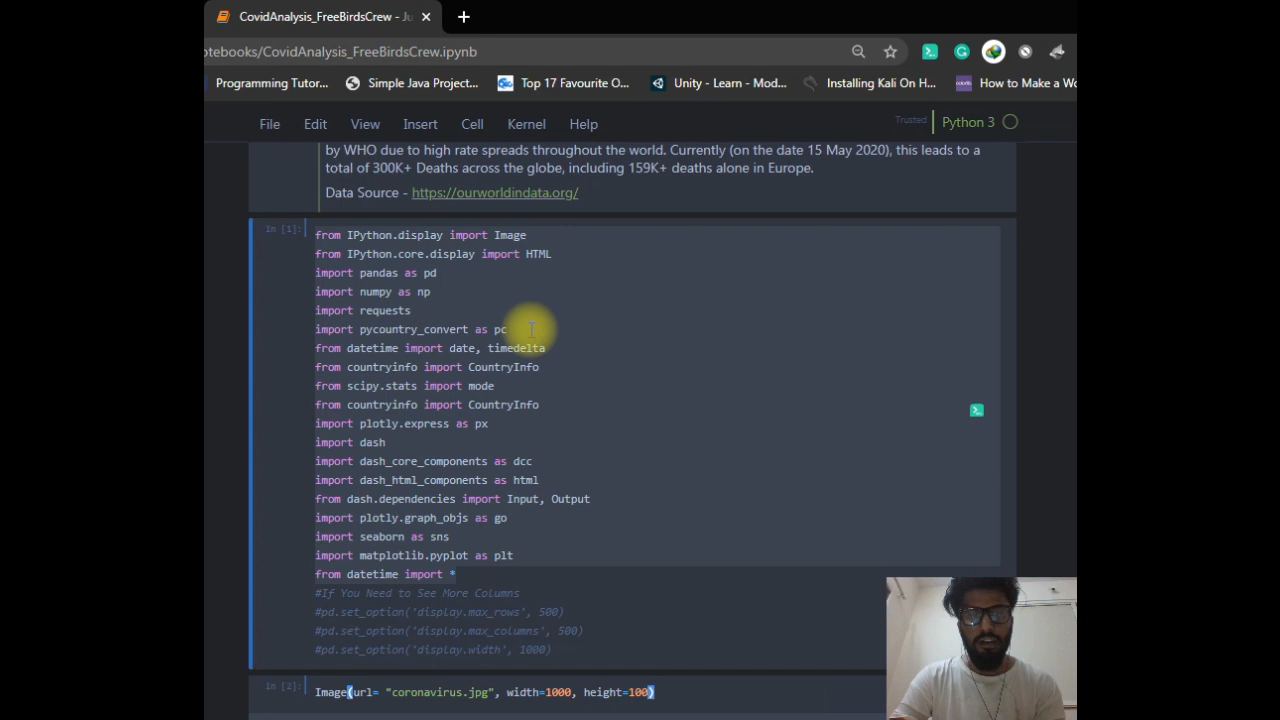 CovidAnalysis_FreeBirdsCrew - Ju
otebooks/CovidAnalysis_FreeBirdsCrew.ipynb
Programming Tutor... Simple Java Project... Top 17 Favourite O... Unity - Learn - Mod... Installing Kali On H... How to Make a Wo
File Edit View Insert Cell Kernel Help Trusted Python 3
by WHO due to high rate spreads throughout the world. Currently (on the date 15 May 2020), this leads to a
total of 300K+ Deaths across the globe, including 159K+ deaths alone in Europe.
Data Source - https://ourworldindata.org/
In [1]:
from IPython.display import Image
from IPython.core.display import HTML
import pandas as pd
import numpy as np
import requests
import pycountry_convert as pc
from datetime import date, timedelta
from countryinfo import CountryInfo
from scipy.stats import mode
from countryinfo import CountryInfo
import plotly.express as px
import dash
import dash_core_components as dcc
import dash_html_components as html
from dash.dependencies import Input, Output
import plotly.graph_objs as go
import seaborn as sns
import matplotlib.pyplot as plt
from datetime import *
#If You Need to See More Columns
#pd.set_option('display.max_rows', 500)
#pd.set_option('display.max_columns', 500)
#pd.set_option('display.width', 1000)
In [2]:
Image(url= "coronavirus.jpg", width=1000, height=100)